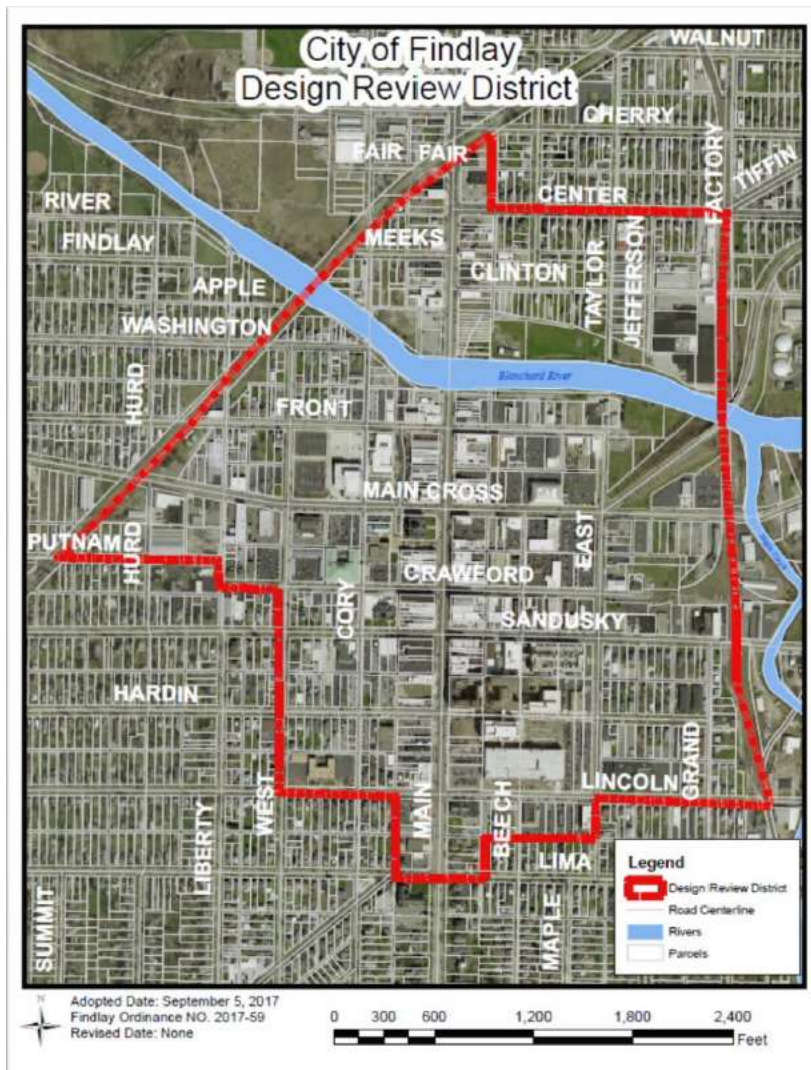 City of Findlay
Design Review District
WALNUT
CHERRY
FAIR FAIR
FACTORY
TIFFIN
CENTER
RIVER
FINDLAY
MEEKS
CLINTON
TAYLOR
JEFFERSON
APPLE
WASHINGTON
Blanchard River
HURD
FRONT
MAIN CROSS
PUTNAM
HURD
CORY
CRAWFORD
EAST
SANDUSKY
HARDIN
LINCOLN
GRAND
WEST
MAIN
BEECH
LIBERTY
LIMA
SUMMIT
MAPLE
Legend
Design Review District
Road Centerline
Rivers
Parcels
N
Adopted Date: September 5, 2017
Findlay Ordinance NO. 2017-59
Revised Date: None
0 300 600 1,200 1,800 2,400
Feet